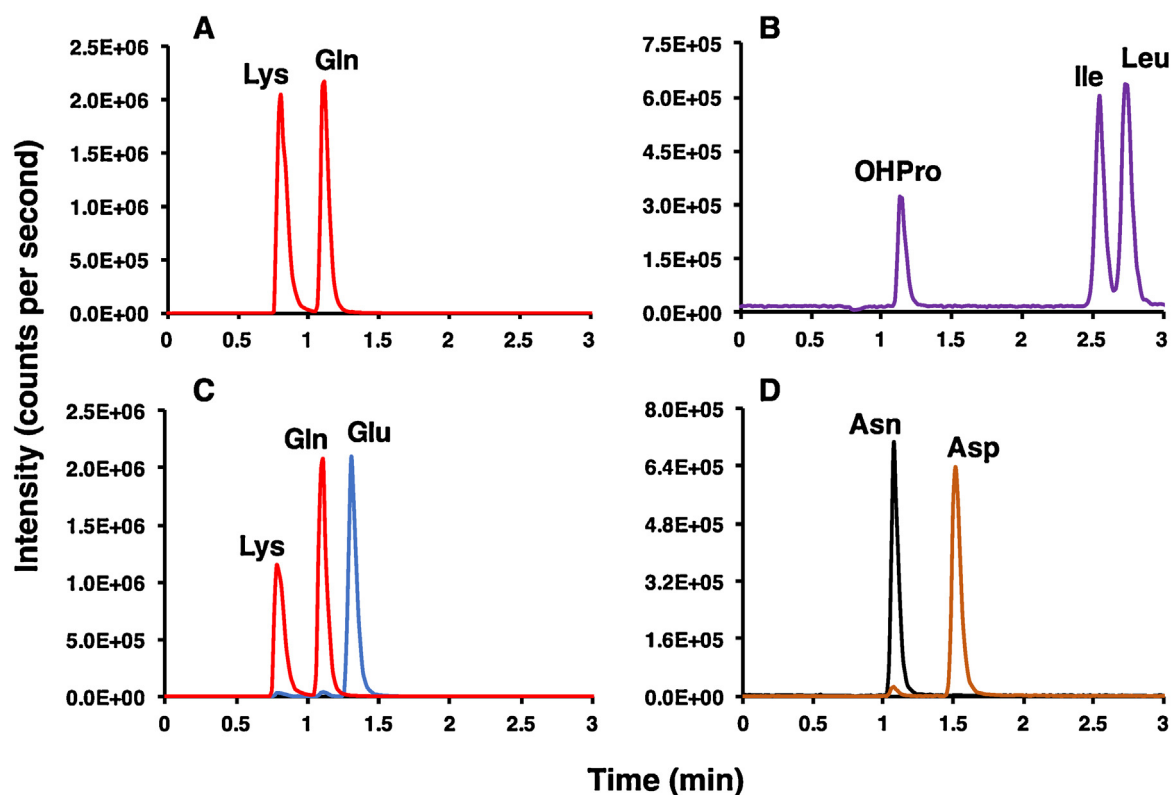 A
Lys
Gln
2.5E+06
2.0E+06
1.5E+06
1.0E+06
5.0E+05
0.0E+00
0 0.5 1 1.5 2 2.5 3
B
OHPro
Ile
Leu
7.5E+05
6.0E+05
4.5E+05
3.0E+05
1.5E+05
0.0E+00
0 0.5 1 1.5 2 2.5 3
C
Lys
Gln
Glu
2.5E+06
2.0E+06
1.5E+06
1.0E+06
5.0E+05
0.0E+00
0 0.5 1 1.5 2 2.5 3
D
Asn
Asp
8.0E+05
6.4E+05
4.8E+05
3.2E+05
1.6E+05
0.0E+00
0 0.5 1 1.5 2 2.5 3
Intensity (counts per second)
Time (min)